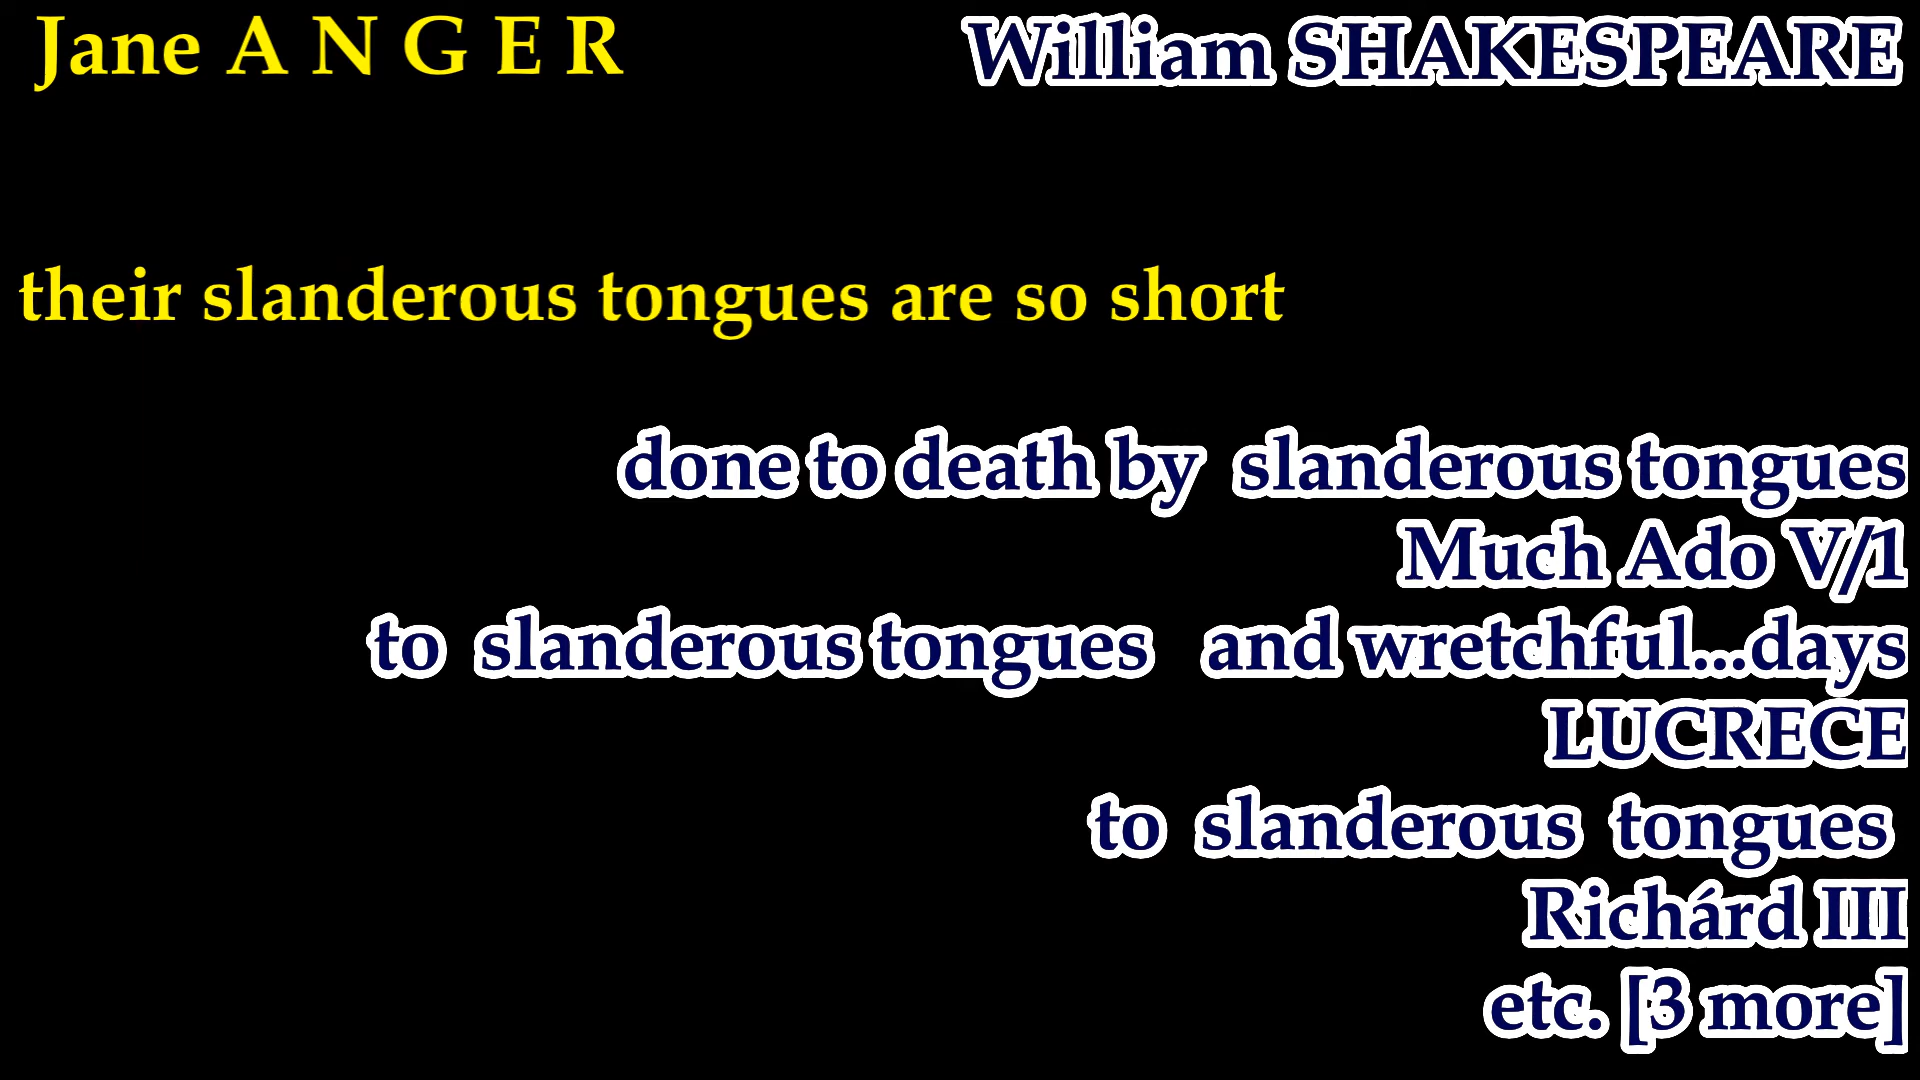 Jane A N G E R William SHAKESPEARE
their slanderous tongues are so short
done to death by slanderous tongues
Much Ado V/1
to slanderous tongues and wretchful...days
LUCRECE
to slanderous tongues
Richárd III
etc. [3 more]